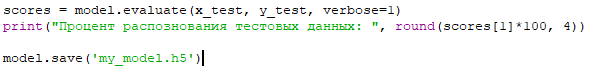 scores = model.evaluate(x_test, y_test, verbose=1)
print("Процент распознования тестовых данных: ", round(scores[1]*100, 4))
model.save('my_model.h5')